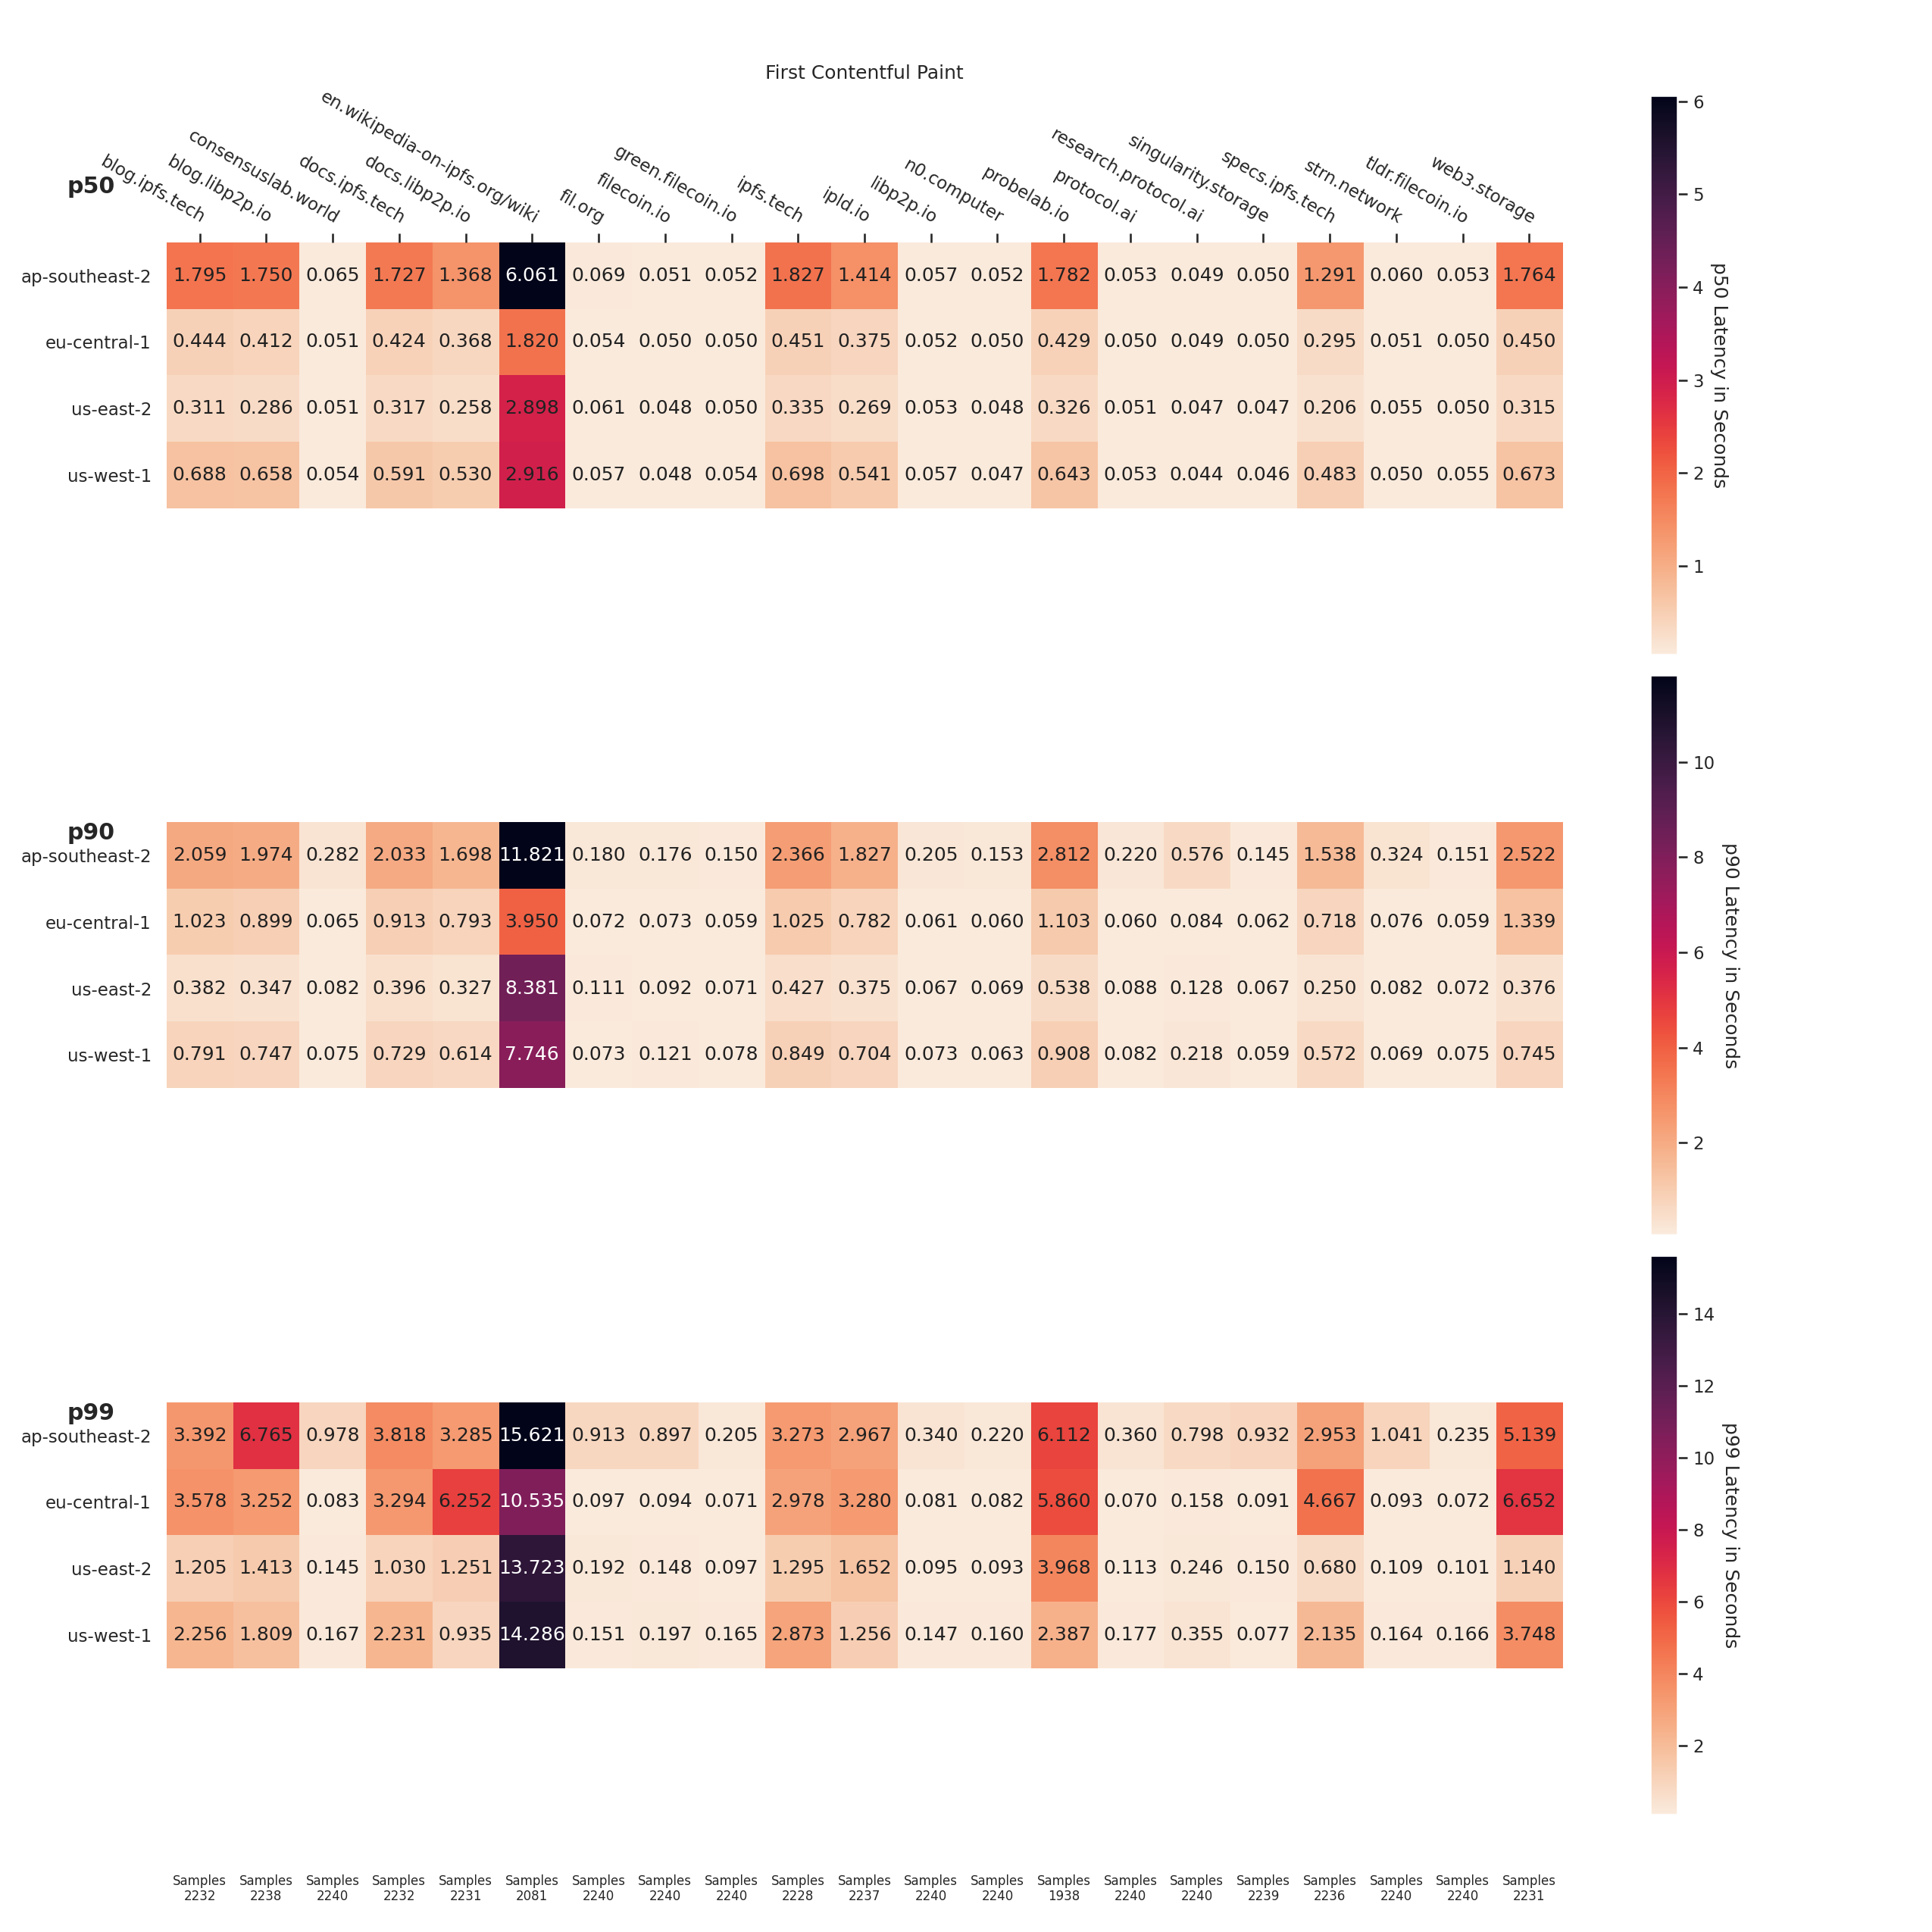 First Contentful Paint
p50
blog.ipfs.tech
blog.libp2p.io
consensuslab.world
docs.ipfs.tech
docs.libp2p.io
en.wikipedia-on-ipfs.org/wiki
fil.org
filecoin.io
green.filecoin.io
ipfs.tech
ipld.io
libp2p.io
n0.computer
probelab.io
protocol.ai
research.protocol.ai
singularity.storage
specs.ipfs.tech
strn.network
tldr.filecoin.io
web3.storage
ap-southeast-2 1.795 1.750 0.065 1.727 1.368 6.061 0.069 0.051 0.052 1.827 1.414 0.057 0.052 1.782 0.053 0.049 0.050 1.291 0.060 0.053 1.764
eu-central-1 0.444 0.412 0.051 0.424 0.368 1.820 0.054 0.050 0.050 0.451 0.375 0.052 0.050 0.429 0.050 0.049 0.050 0.295 0.051 0.050 0.450
us-east-2 0.311 0.286 0.051 0.317 0.258 2.898 0.061 0.048 0.050 0.335 0.269 0.053 0.048 0.326 0.051 0.047 0.047 0.206 0.055 0.050 0.315
us-west-1 0.688 0.658 0.054 0.591 0.530 2.916 0.057 0.048 0.054 0.698 0.541 0.057 0.047 0.643 0.053 0.044 0.046 0.483 0.050 0.055 0.673
6
5
4
3
2
1
p50 Latency in Seconds
p90
ap-southeast-2 2.059 1.974 0.282 2.033 1.698 11.821 0.180 0.176 0.150 2.366 1.827 0.205 0.153 2.812 0.220 0.576 0.145 1.538 0.324 0.151 2.522
eu-central-1 1.023 0.899 0.065 0.913 0.793 3.950 0.072 0.073 0.059 1.025 0.782 0.061 0.060 1.103 0.060 0.084 0.062 0.718 0.076 0.059 1.339
us-east-2 0.382 0.347 0.082 0.396 0.327 8.381 0.111 0.092 0.071 0.427 0.375 0.067 0.069 0.538 0.088 0.128 0.067 0.250 0.082 0.072 0.376
us-west-1 0.791 0.747 0.075 0.729 0.614 7.746 0.073 0.121 0.078 0.849 0.704 0.073 0.063 0.908 0.082 0.218 0.059 0.572 0.069 0.075 0.745
10
8
6
4
2
p90 Latency in Seconds
p99
ap-southeast-2 3.392 6.765 0.978 3.818 3.285 15.621 0.913 0.897 0.205 3.273 2.967 0.340 0.220 6.112 0.360 0.798 0.932 2.953 1.041 0.235 5.139
eu-central-1 3.578 3.252 0.083 3.294 6.252 10.535 0.097 0.094 0.071 2.978 3.280 0.081 0.082 5.860 0.070 0.158 0.091 4.667 0.093 0.072 6.652
us-east-2 1.205 1.413 0.145 1.030 1.251 13.723 0.192 0.148 0.097 1.295 1.652 0.095 0.093 3.968 0.113 0.246 0.150 0.680 0.109 0.101 1.140
us-west-1 2.256 1.809 0.167 2.231 0.935 14.286 0.151 0.197 0.165 2.873 1.256 0.147 0.160 2.387 0.177 0.355 0.077 2.135 0.164 0.166 3.748
14
12
10
8
6
4
2
p99 Latency in Seconds
Samples Samples Samples Samples Samples Samples Samples Samples Samples Samples Samples Samples Samples Samples Samples Samples Samples Samples Samples Samples Samples
2232 2238 2240 2232 2231 2081 2240 2240 2240 2228 2237 2240 2240 1938 2240 2240 2239 2236 2240 2240 2231